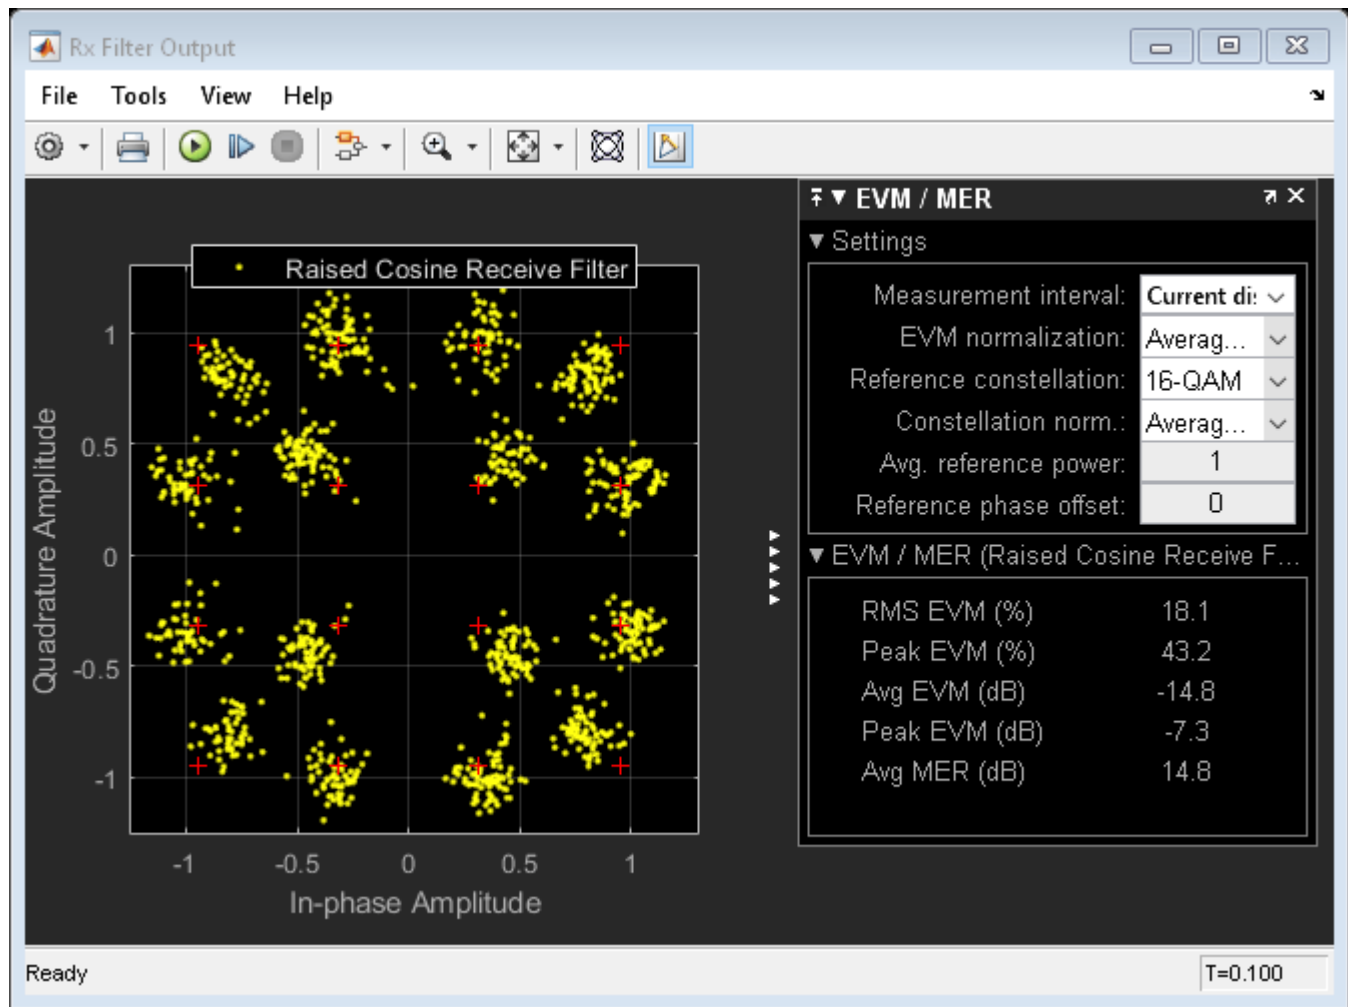 Rx Filter Output
File Tools View Help
Raised Cosine Receive Filter
1
0.5
0
-0.5
-1
Quadrature Amplitude
-1 -0.5 0 0.5 1
In-phase Amplitude
EVM / MER
Settings
Measurement interval: Current di
EVM normalization: Averag...
Reference constellation: 16-QAM
Constellation norm.: Averag...
Avg. reference power: 1
Reference phase offset: 0
EVM / MER (Raised Cosine Receive F...
RMS EVM (%) 18.1
Peak EVM (%) 43.2
Avg EVM (dB) -14.8
Peak EVM (dB) -7.3
Avg MER (dB) 14.8
Ready T=0.100